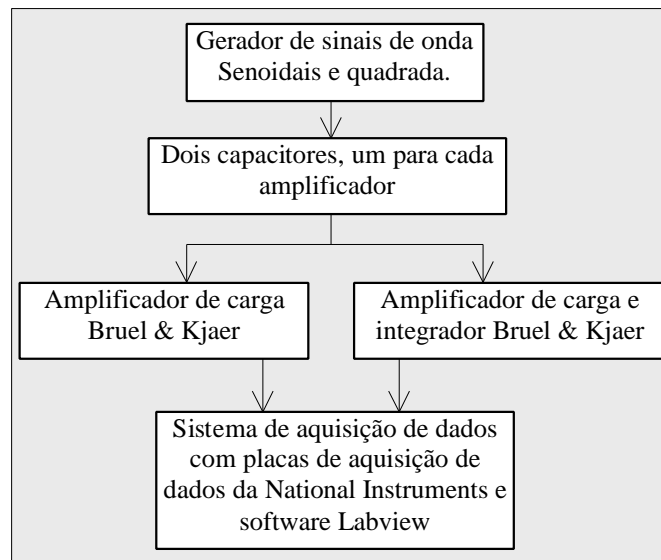 Gerador de sinais de onda
Senoidais e quadrada.
Dois capacitores, um para cada
amplificador
Amplificador de carga
Bruel & Kjaer
Amplificador de carga e
integrador Bruel & Kjaer
Sistema de aquisição de dados
com placas de aquisição de
dados da National Instruments e
software Labview